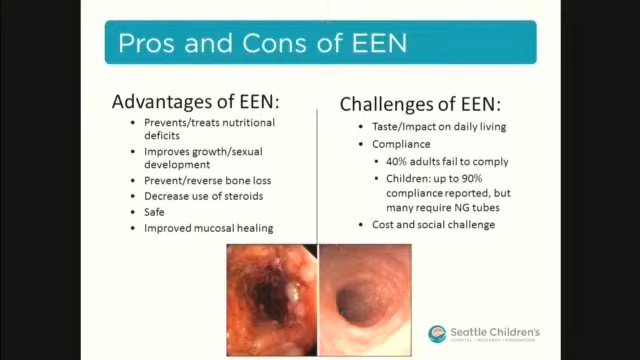 Pros and Cons of EEN
Advantages of EEN:
• Prevents/treats nutritional
deficits
• Improves growth/sexual
development
• Prevent/reverse bone loss
• Decrease use of steroids
• Safe
• Improved mucosal healing
Challenges of EEN:
• Taste/Impact on daily living
• Compliance
• 40% adults fail to comply
• Children: up to 90%
compliance reported, but
many require NG tubes
• Cost and social challenge
Seattle Children's
HOSPITAL • RESEARCH • FOUNDATION